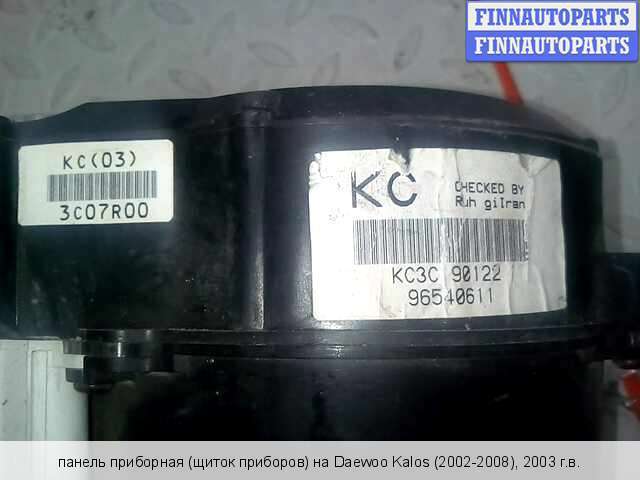 FINNAUTOPARTS
FINNAUTOPARTS
KC(03)
3C07R00
KC
CHECKED BY
Ruh giIran
KC3C 90122
96540611
панель приборная (щиток приборов) на Daewoo Kalos (2002-2008), 2003 г.в.